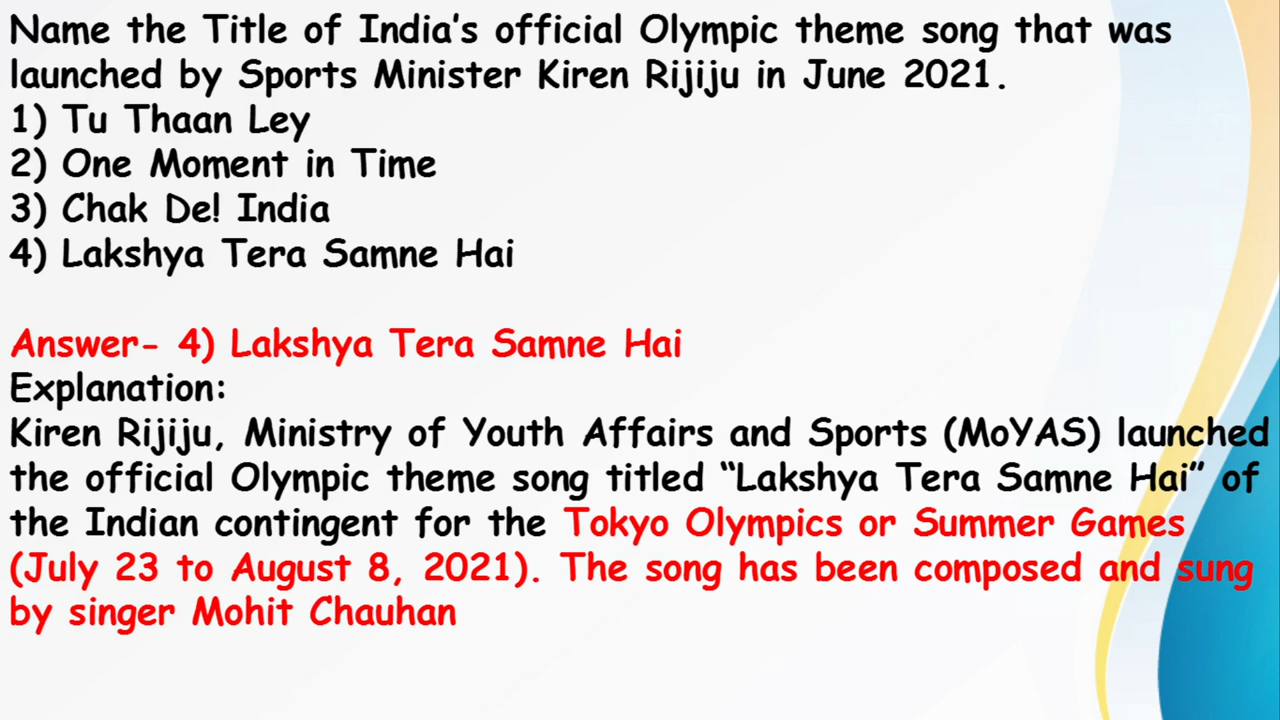 Name the Title of India’s official Olympic theme song that was
launched by Sports Minister Kiren Rijiju in June 2021.
1) Tu Thaan Ley
2) One Moment in Time
3) Chak De! India
4) Lakshya Tera Samne Hai
Answer- 4) Lakshya Tera Samne Hai
Explanation:
Kiren Rijiju, Ministry of Youth Affairs and Sports (MoYAS) launched
the official Olympic theme song titled “Lakshya Tera Samne Hai” of
the Indian contingent for the Tokyo Olympics or Summer Games
(July 23 to August 8, 2021). The song has been composed and sung
by singer Mohit Chauhan